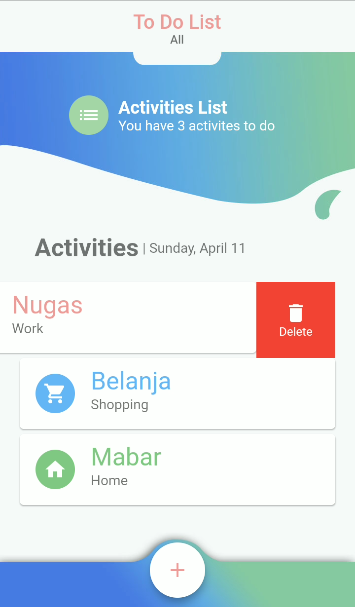 To Do List
All
Activities List
You have 3 activites to do
Activities | Sunday, April 11
Nugas
Work
Delete
Belanja
Shopping
Mabar
Home
+